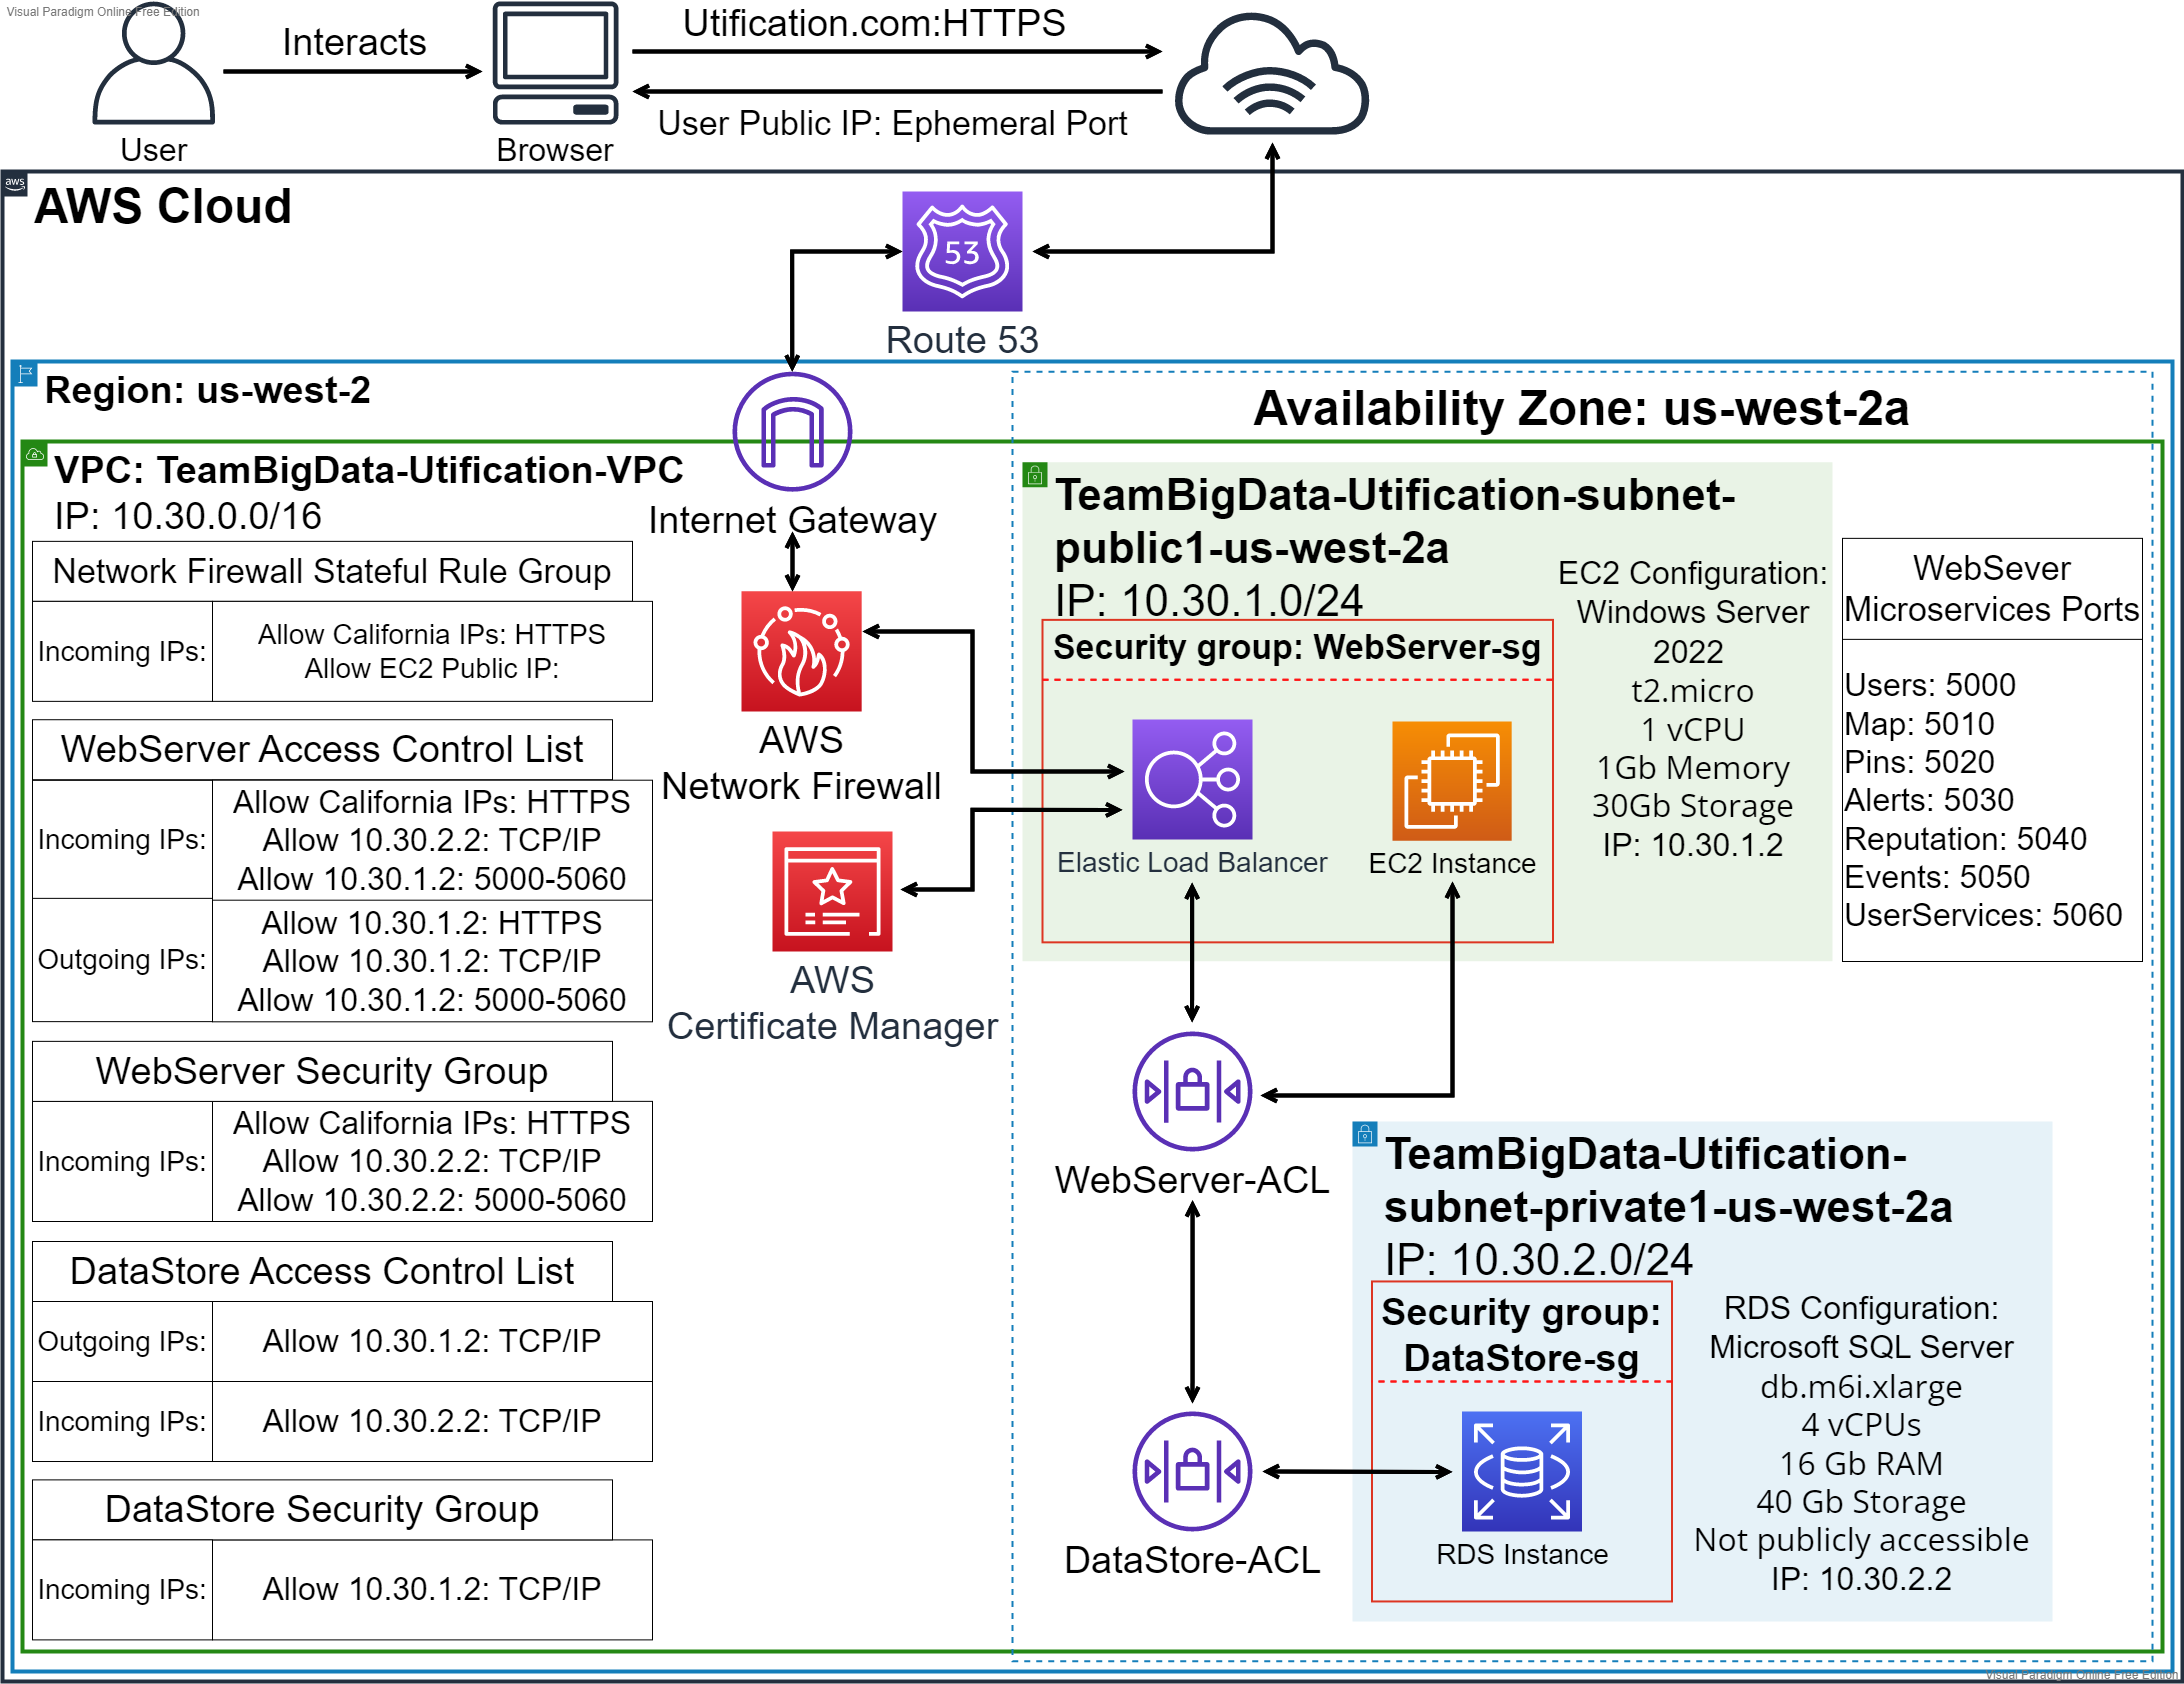 Visual Paradigm Online Free Edition
Interacts
Utification.com:HTTPS
User Public IP: Ephemeral Port
User
Browser
aws
AWS Cloud
53
Route 53
Region: us-west-2
Availability Zone: us-west-2a
VPC: TeamBigData-Utification-VPC
IP: 10.30.0.0/16
Internet Gateway
Network Firewall Stateful Rule Group
Incoming IPs:
Allow California IPs: HTTPS
Allow EC2 Public IP:
AWS
Network Firewall
WebServer Access Control List
Incoming IPs:
Allow California IPs: HTTPS
Allow 10.30.2.2: TCP/IP
Allow 10.30.1.2: 5000-5060
Outgoing IPs:
Allow 10.30.1.2: HTTPS
Allow 10.30.1.2: TCP/IP
Allow 10.30.1.2: 5000-5060
AWS
Certificate Manager
WebServer Security Group
Incoming IPs:
Allow California IPs: HTTPS
Allow 10.30.2.2: TCP/IP
Allow 10.30.2.2: 5000-5060
DataStore Access Control List
Outgoing IPs:
Allow 10.30.1.2: TCP/IP
Incoming IPs:
Allow 10.30.2.2: TCP/IP
DataStore Security Group
Incoming IPs:
Allow 10.30.1.2: TCP/IP
TeamBigData-Utification-subnet-
public1-us-west-2a
IP: 10.30.1.0/24
Security group: WebServer-sg
Elastic Load Balancer
EC2 Instance
EC2 Configuration:
Windows Server
2022
t2.micro
1 vCPU
1Gb Memory
30Gb Storage
IP: 10.30.1.2
WebSever
Microservices Ports
Users: 5000
Map: 5010
Pins: 5020
Alerts: 5030
Reputation: 5040
Events: 5050
UserServices: 5060
WebServer-ACL
DataStore-ACL
TeamBigData-Utification-
subnet-private1-us-west-2a
IP: 10.30.2.0/24
Security group:
DataStore-sg
RDS Instance
RDS Configuration:
Microsoft SQL Server
db.m6i.xlarge
4 vCPUs
16 Gb RAM
40 Gb Storage
Not publicly accessible
IP: 10.30.2.2
Visual Paradigm Online Free Edition